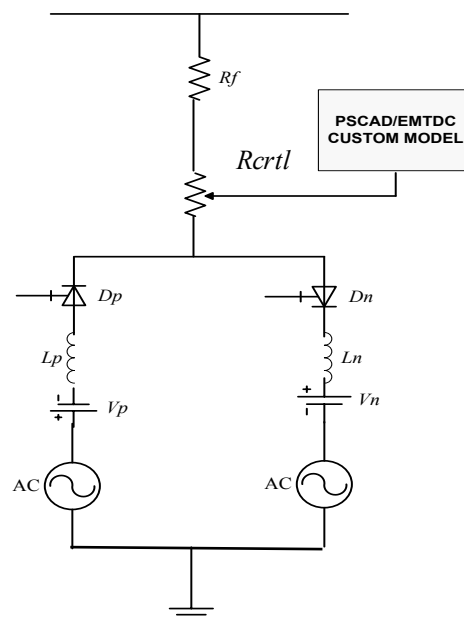 Rf
PSCAD/EMTDC
CUSTOM MODEL
Rcrtl
Dp
Dn
Lp
Ln
-
+
Vp
+
-
Vn
AC
AC